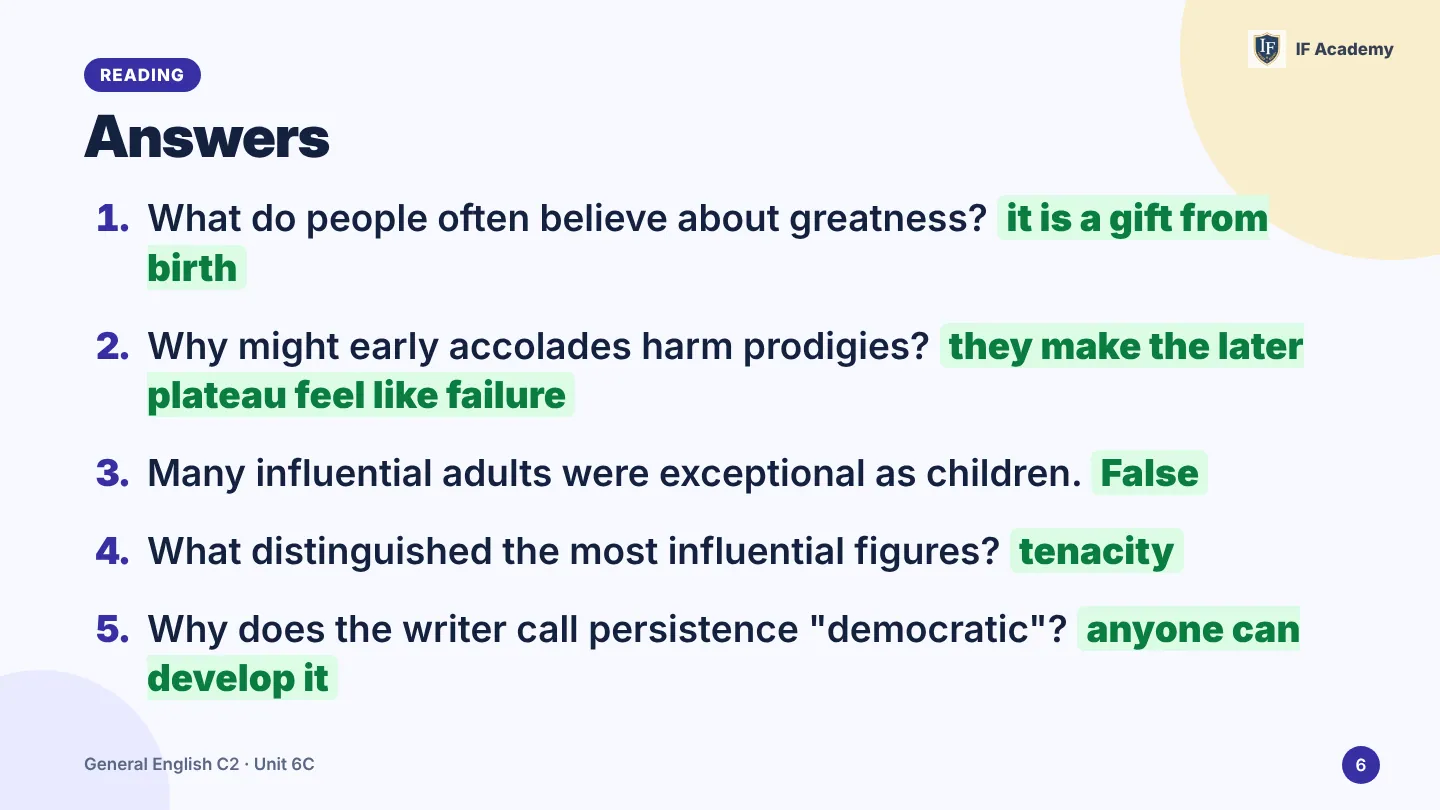 IF Academy
READING
Answers
1. What do people often believe about greatness? it is a gift from
birth
2. Why might early accolades harm prodigies? they make the later
plateau feel like failure
3. Many influential adults were exceptional as children. False
4. What distinguished the most influential figures? tenacity
5. Why does the writer call persistence "democratic"? anyone can
develop it
General English C2 · Unit 6C
6